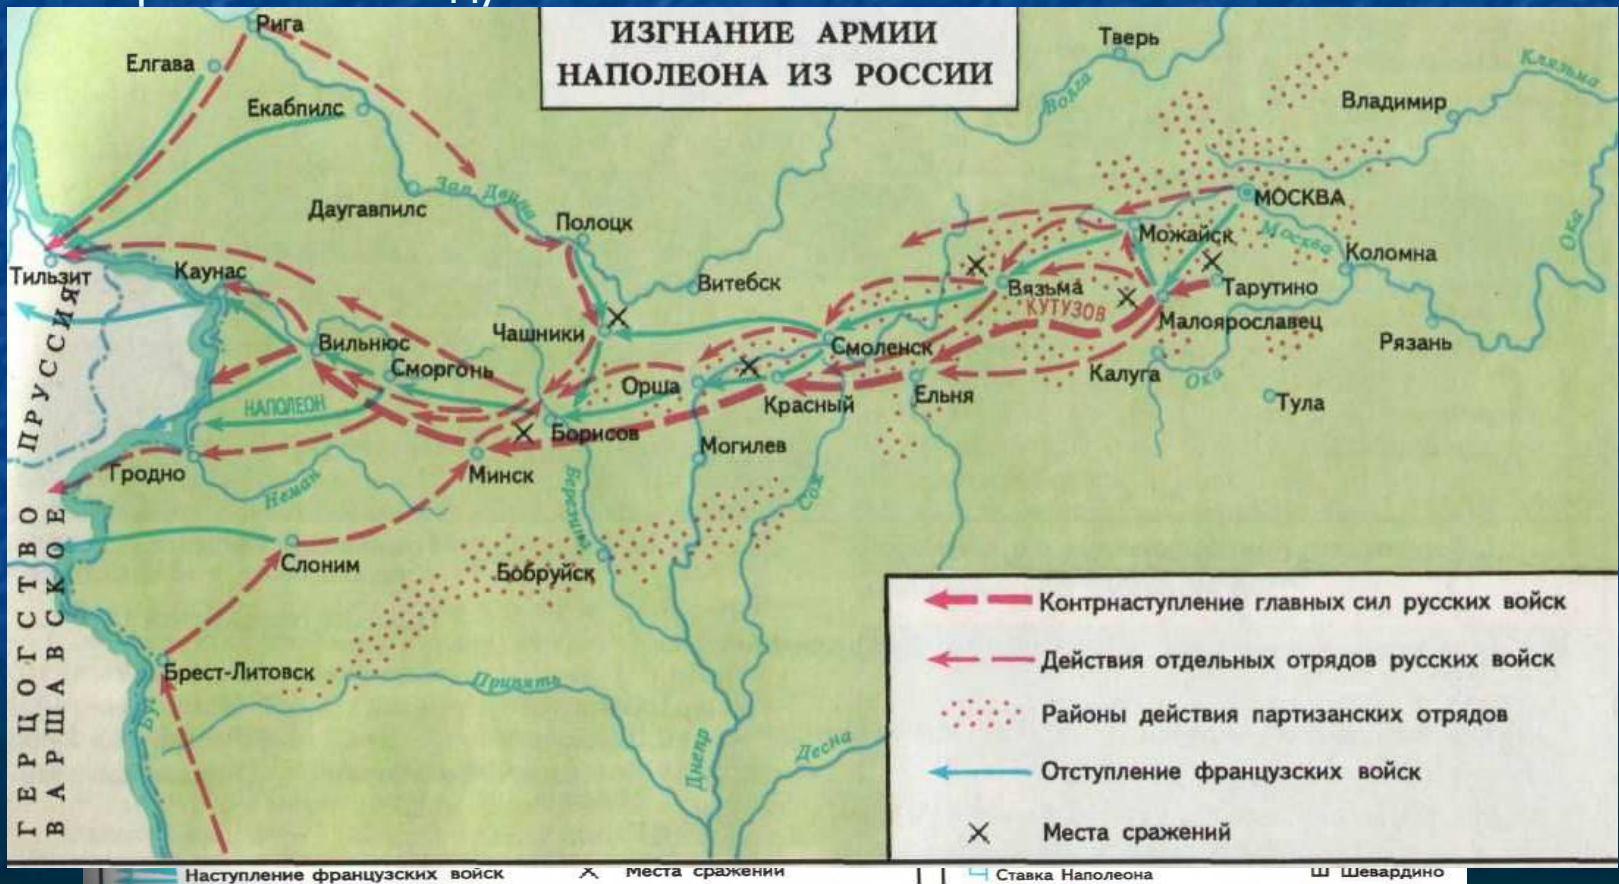 ИЗГНАНИЕ АРМИИ
НАПОЛЕОНА ИЗ РОССИИ
Рига
Елгава
Екабпилс
Тверь
Волга
Владимир
Клязьма
Даугавпилс
Зап. Двина
Полоцк
МОСКВА
Можайск
Москва
Коломна
Ока
Тильзит
Каунас
Витебск
Вязьма
Тарутино
КУТУЗОВ
Малоярославец
Чашники
Смоленск
Рязань
Вильнюс
Сморгонь
Орша
Калуга
Ока
Тула
НАПОЛЕОН
Красный
Ельня
Борисов
Могилев
Гродно
Неман
Минск
Березина
Сож
Слоним
Бобруйск
Брест-Литовск
Припять
Буг
Днепр
Десна
ПРУССИЯ
ГЕРЦОГСТВО
ВАРШАВСКОЕ
Контрнаступление главных сил русских войск
Действия отдельных отрядов русских войск
Районы действия партизанских отрядов
Отступление французских войск
Места сражений
Наступление французских войск
Места сражений
Ставка Наполеона
Ш Шевардино